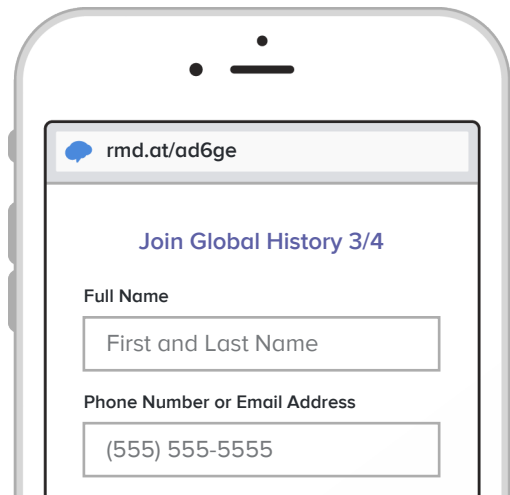 rmd.at/ad6ge
Join Global History 3/4
Full Name
First and Last Name
Phone Number or Email Address
(555) 555-5555